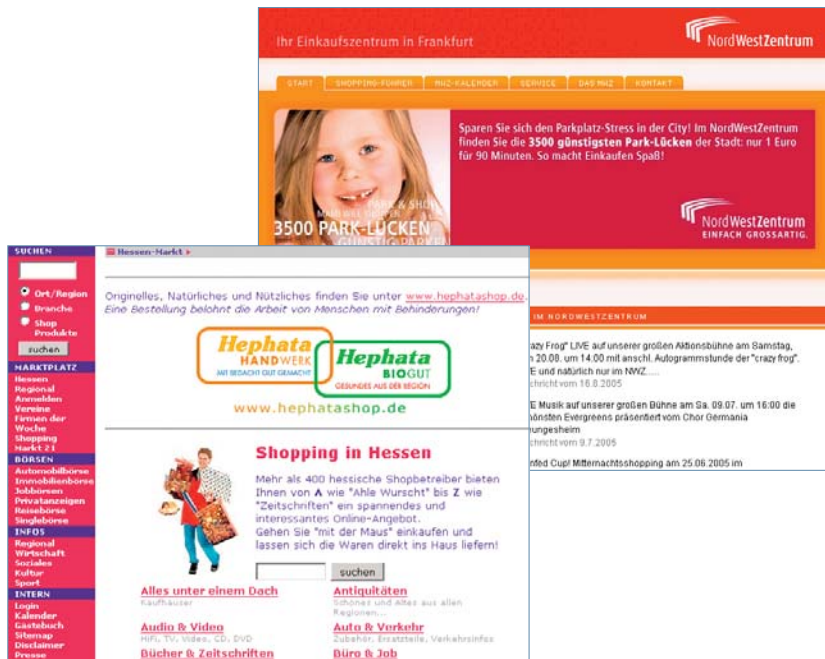 Ihr Einkaufszentrum in Frankfurt
NordWestZentrum
START SHOPPING-FÜHRER NWZ-KALENDER SERVICE DAS NWZ KONTAKT
Sparen Sie sich den Parkplatz-Stress in der City! Im NordWestZentrum
finden Sie die 3500 günstigsten Park-Lücken der Stadt: nur 1 Euro
für 90 Minuten. So macht Einkaufen Spaß!
PARK & SHOP
3500 PARK-LÜCKEN
GÜNSTIG PARKEN
NordWestZentrum
EINFACH GROSSARTIG.
IM NORDWESTZENTRUM
azy Frog" LIVE auf unserer großen Aktionsbühne am Samstag,
20.08. um 14.00 mit anschl. Autogrammstunde der "crazy frog".
E und natürlich nur im NWZ.....
chricht vom 16.8.2005
E Musik auf unserer großen Bühne am Sa. 09.07. um 16:00 die
hönsten Evergreens präsentiert vom Chor Germania
ungesheim
chricht vom 9.7.2005
nfed Cup! Mitternachtsshopping am 25.06.2005 im
SUCHEN
Ort/Region
Branche
Shop
Produkte
suchen
MARKTPLATZ
Hessen
Regional
Anmelden
Vereine
Firmen der
Woche
Shopping
Markt 21
BÖRSEN
Automobilbörse
Immobilienbörse
Jobbörsen
Privatanzeigen
Reisebörse
Singlebörse
INFOS
Regional
Wirtschaft
Soziales
Kultur
Sport
INTERN
Login
Kalender
Gästebuch
Sitemap
Disclaimer
Presse
Hessen-Markt
Originelles, Natürliches und Nützliches finden Sie unter www.hephatashop.de.
Eine Bestellung belohnt die Arbeit von Menschen mit Behinderungen!
Hephata
HANDWERK
MIT BEDACHT GUT GEMACHT
Hephata
BIOGUT
GESUNDES AUS DER REGION
www.hephatashop.de
Shopping in Hessen
Mehr als 400 hessische Shopbetreiber bieten
Ihnen von A wie "Ahle Wurscht" bis Z wie
"Zeitschriften" ein spannendes und
interessantes Online-Angebot.
Gehen Sie "mit der Maus" einkaufen und
lassen sich die Waren direkt ins Haus liefern!
suchen
Alles unter einem Dach
Kaufhäuser
Antiquitäten
Schönes und Altes aus allen
Regionen...
Audio & Video
HiFi, TV, Video, CD, DVD
Auto & Verkehr
Zubehör, Ersatzteile, Verkehrsinfos
Bücher & Zeitschriften
Büro & Job